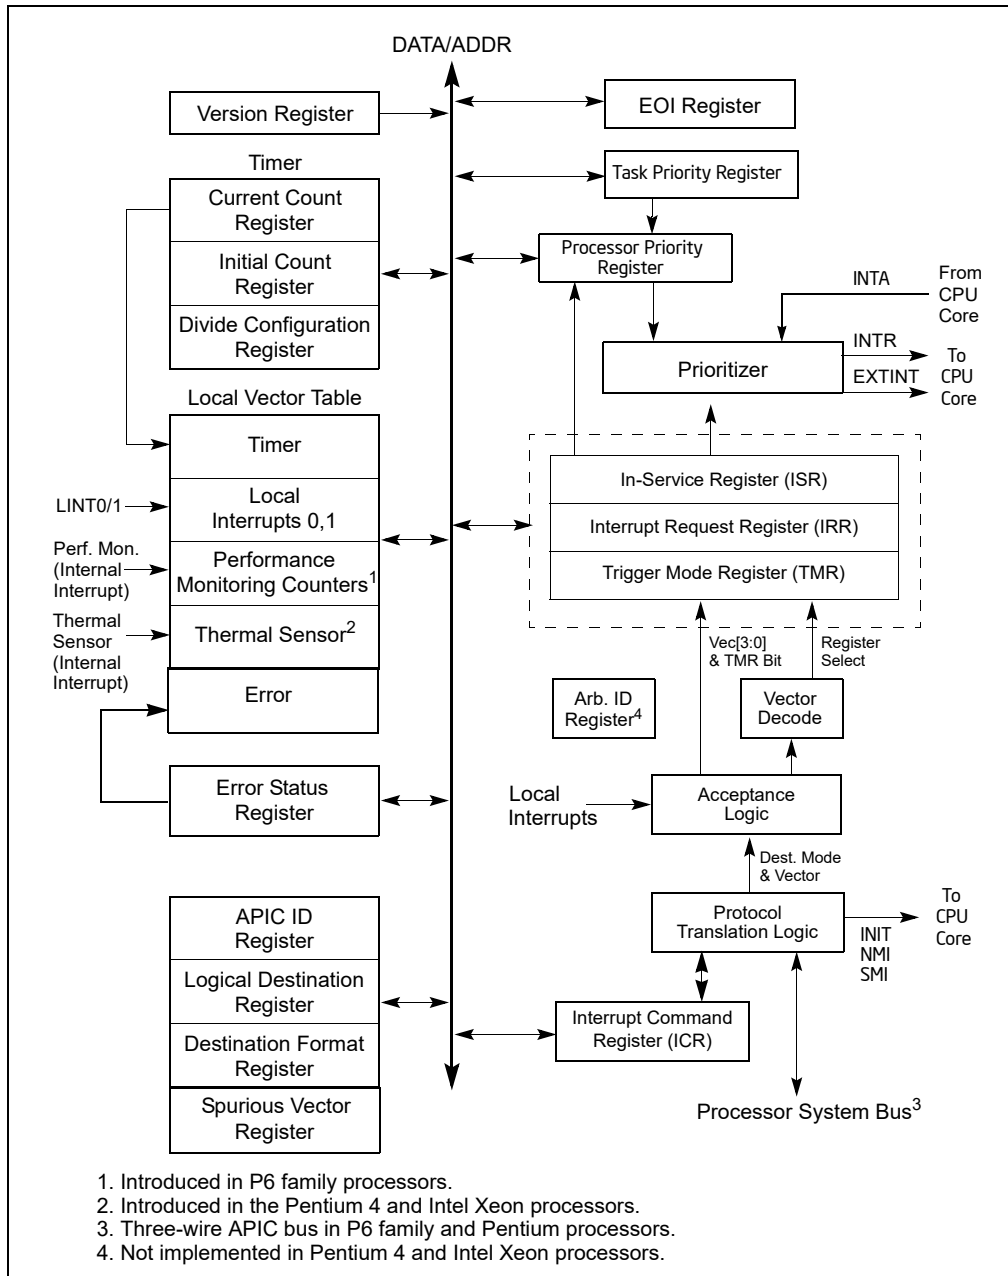 DATA/ADDR
Version Register
EOI Register
Timer
Task Priority Register
Current Count
Register
Processor Priority
Register
Initial Count
Register
INTA
From
CPU
Core
Divide Configuration
Register
Prioritizer
INTR
EXTINT
To
CPU
Core
Local Vector Table
Timer
In-Service Register (ISR)
LINT0/1
Local
Interrupts 0,1
Interrupt Request Register (IRR)
Perf. Mon.
(Internal
Interrupt)
Performance
Monitoring Counters1
Trigger Mode Register (TMR)
Thermal
Sensor
(Internal
Interrupt)
Thermal Sensor2
Vec[3:0]
& TMR Bit
Register
Select
Error
Arb. ID
Register4
Vector
Decode
Error Status
Register
Local
Interrupts
Acceptance
Logic
Dest. Mode
& Vector
APIC ID
Register
Protocol
Translation Logic
INIT
NMI
SMI
To
CPU
Core
Logical Destination
Register
Interrupt Command
Register (ICR)
Destination Format
Register
Spurious Vector
Register
Processor System Bus3
1. Introduced in P6 family processors.
2. Introduced in the Pentium 4 and Intel Xeon processors.
3. Three-wire APIC bus in P6 family and Pentium processors.
4. Not implemented in Pentium 4 and Intel Xeon processors.